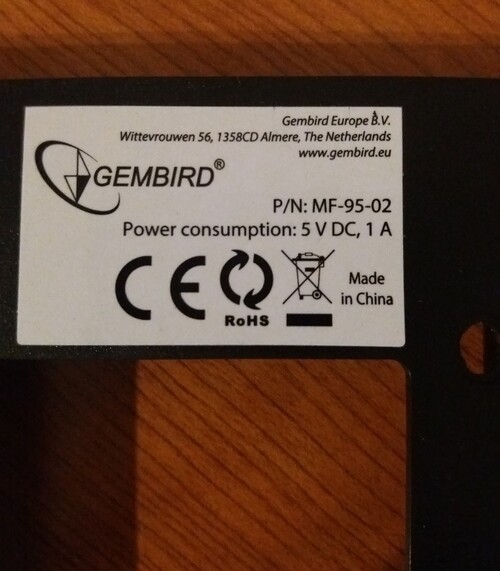 Gembird Europe B.V.
Wittevrouwen 56, 1358CD Almere, The Netherlands
www.gembird.eu
GEMBIRD®
P/N: MF-95-02
Power consumption: 5 V DC, 1 A
CE
RoHS
Made
in China